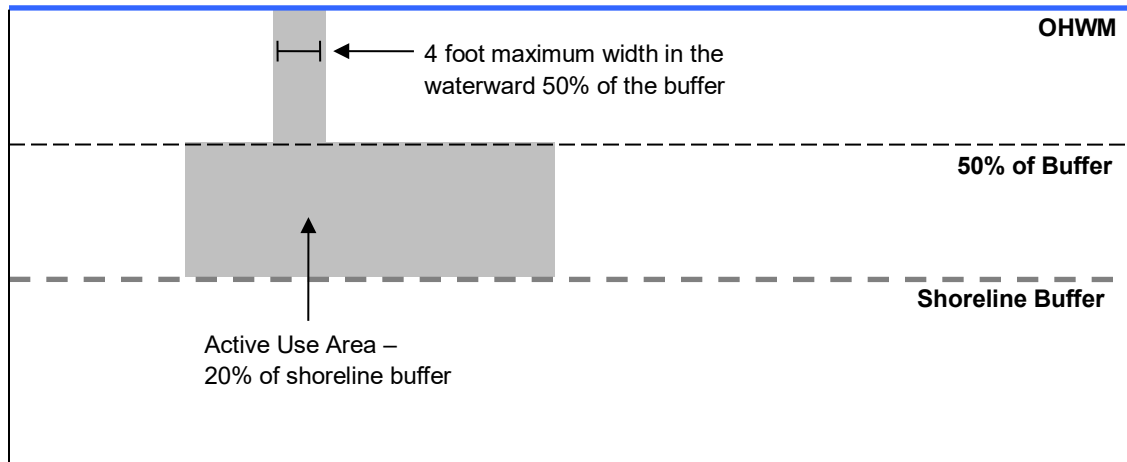 OHWM
4 foot maximum width in the
waterward 50% of the buffer
50% of Buffer
Shoreline Buffer
Active Use Area –
20% of shoreline buffer